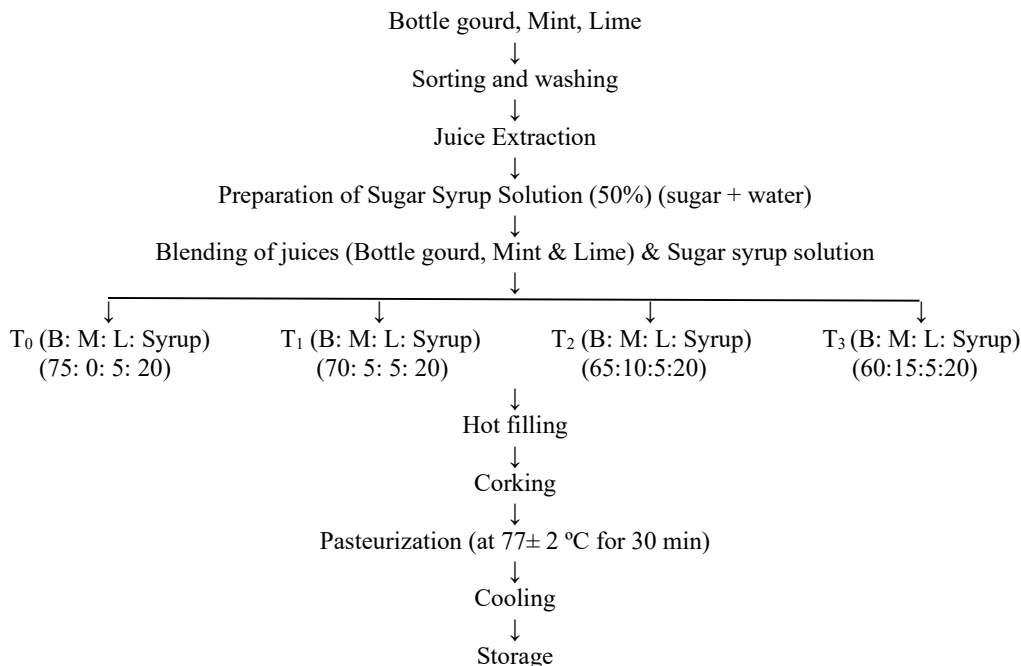 Bottle gourd, Mint, Lime
↓
Sorting and washing
↓
Juice Extraction
↓
Preparation of Sugar Syrup Solution (50%) (sugar + water)
↓
Blending of juices (Bottle gourd, Mint & Lime) & Sugar syrup solution
↓
↓ ↓ ↓ ↓
T₀ (B: M: L: Syrup) T₁ (B: M: L: Syrup) T₂ (B: M: L: Syrup) T₃ (B: M: L: Syrup)
(75: 0: 5: 20) (70: 5: 5: 20) (65:10:5:20) (60:15:5:20)
↓
Hot filling
↓
Corking
↓
Pasteurization (at 77± 2 ºC for 30 min)
↓
Cooling
↓
Storage